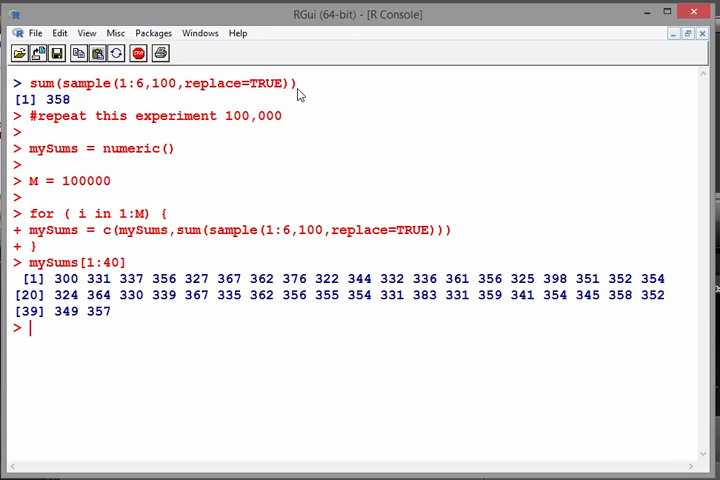 RGui (64-bit) - [R Console]
File Edit View Misc Packages Windows Help
> sum(sample(1:6,100,replace=TRUE))
[1] 358
> #repeat this experiment 100,000
>
> mySums = numeric()
>
> M = 100000
>
> for ( i in 1:M) {
+ mySums = c(mySums,sum(sample(1:6,100,replace=TRUE)))
+ }
> mySums[1:40]
[1] 300 331 337 356 327 367 362 376 322 344 332 336 361 356 325 398 351 352 354
[20] 324 364 330 339 367 335 362 356 355 354 331 383 331 359 341 354 345 358 352
[39] 349 357
>